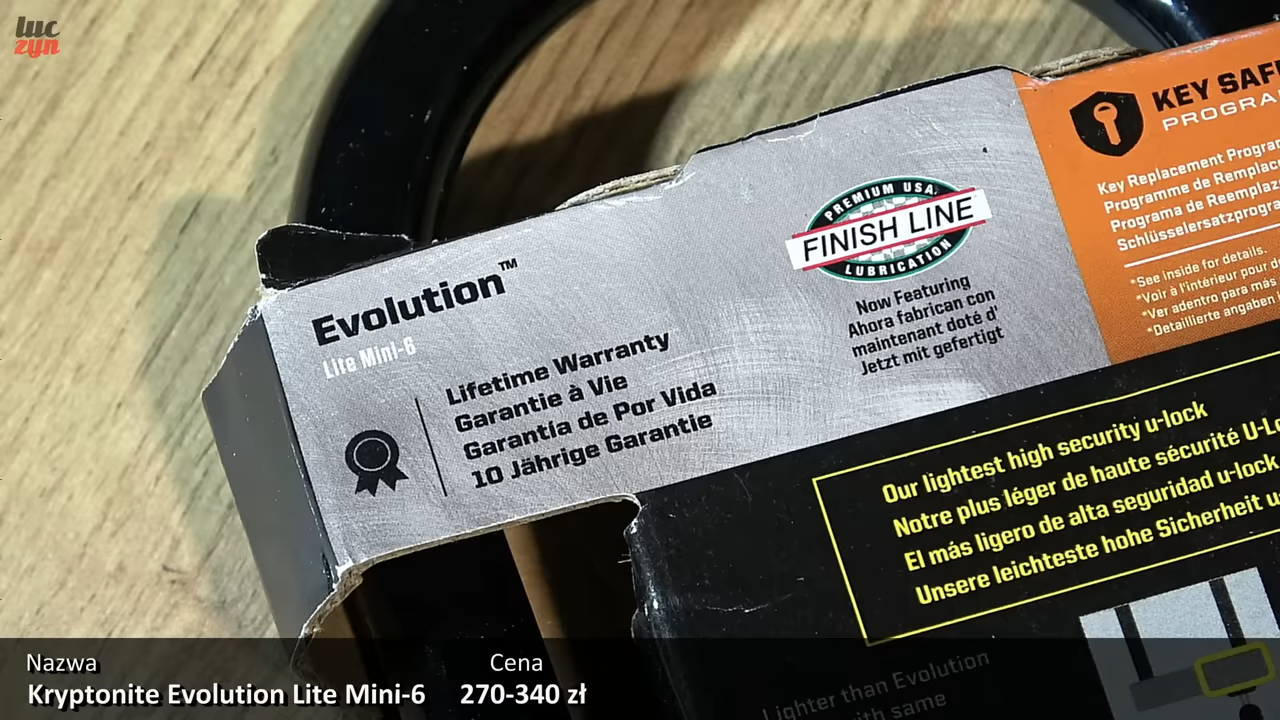 luc
zyn
KEY SAF
PROGRA
Key Replacement Program
Programme de Remplac
Programa de Reemplaz
Schlüsselersatzprogra
*See inside for details.
*Voir à l'intérieur pour d
*Ver adentro para más
*Detaillierte angaben
PREMIUM USA
FINISH LINE
LUBRICATION
Now Featuring
Ahora fabrican con
maintenant doté d'
Jetzt mit gefertigt
Evolution™
Lite Mini-6
Lifetime Warranty
Garantie à Vie
Garantía de Por Vida
10 Jährige Garantie
Our lightest high security u-lock
Notre plus léger de haute sécurité U-Lo
El más ligero de alta seguridad u-lock
Unsere leichteste hohe Sicherheit u
Lighter than Evolution
with same
Nazwa
Cena
Kryptonite Evolution Lite Mini-6
270-340 zł